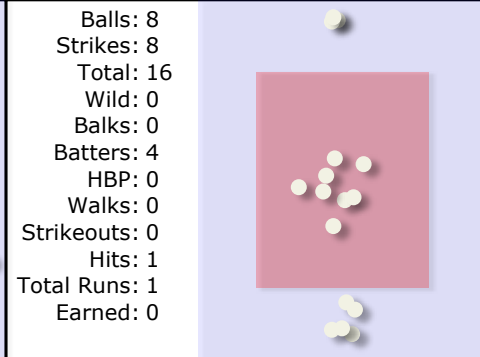 Balls: 8
Strikes: 8
Total: 16
Wild: 0
Balks: 0
Batters: 4
HBP: 0
Walks: 0
Strikeouts: 0
Hits: 1
Total Runs: 1
Earned: 0